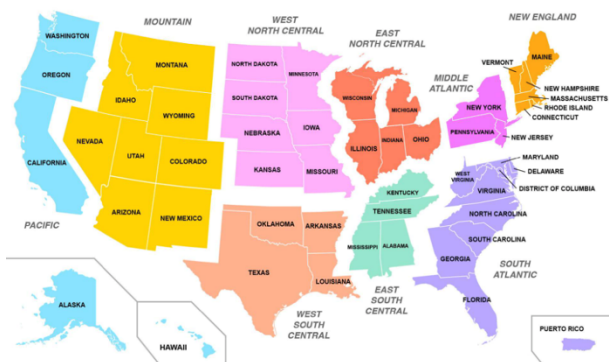 PACIFIC
WASHINGTON
OREGON
CALIFORNIA
ALASKA
HAWAII
MOUNTAIN
MONTANA
IDAHO
WYOMING
NEVADA
UTAH
COLORADO
ARIZONA
NEW MEXICO
WEST
NORTH CENTRAL
NORTH DAKOTA
MINNESOTA
SOUTH DAKOTA
NEBRASKA
IOWA
KANSAS
MISSOURI
WEST
SOUTH
CENTRAL
OKLAHOMA
ARKANSAS
TEXAS
LOUISIANA
EAST
NORTH CENTRAL
WISCONSIN
MICHIGAN
ILLINOIS
INDIANA
OHIO
EAST
SOUTH
CENTRAL
KENTUCKY
TENNESSEE
MISSISSIPPI
ALABAMA
MIDDLE
ATLANTIC
NEW YORK
PENNSYLVANIA
NEW JERSEY
NEW ENGLAND
MAINE
VERMONT
NEW HAMPSHIRE
MASSACHUSETTS
RHODE ISLAND
CONNECTICUT
SOUTH
ATLANTIC
MARYLAND
DELAWARE
DISTRICT OF COLUMBIA
WEST
VIRGINIA
VIRGINIA
NORTH CAROLINA
SOUTH CAROLINA
GEORGIA
FLORIDA
PUERTO RICO